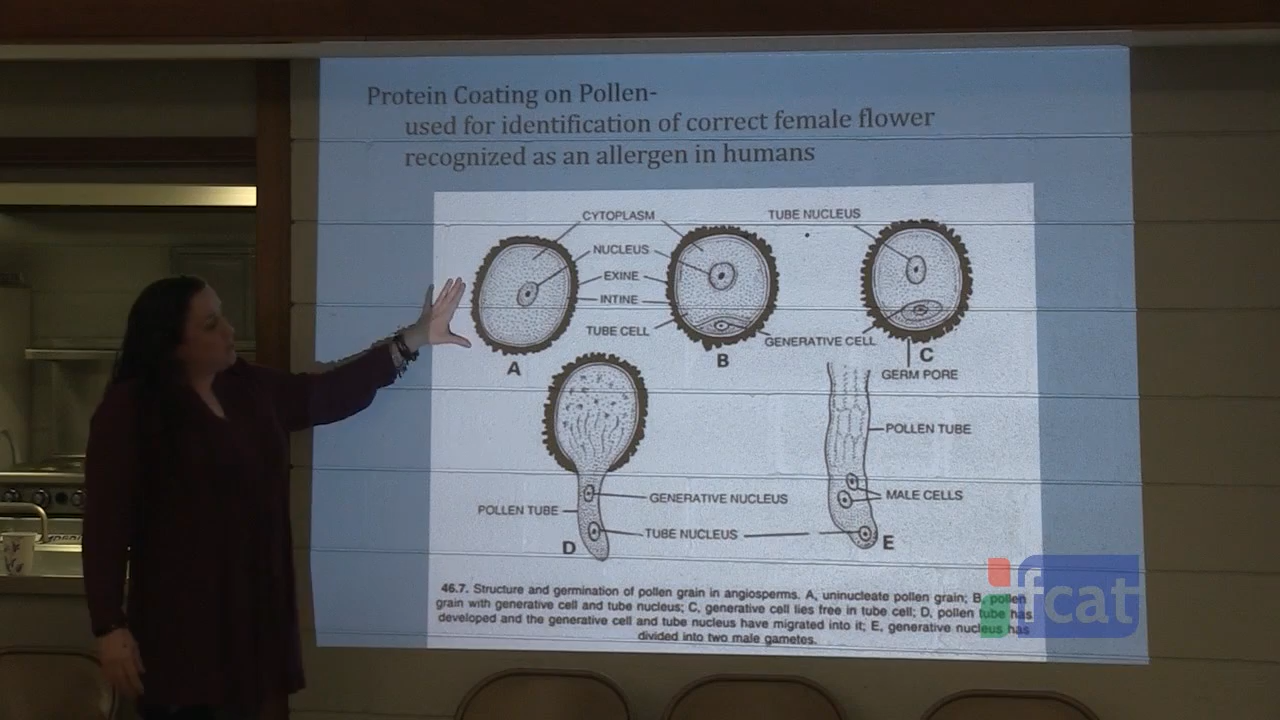 Protein Coating on Pollen-
used for identification of correct female flower
recognized as an allergen in humans
CYTOPLASM
TUBE NUCLEUS
NUCLEUS
EXINE
INTINE
TUBE CELL
GENERATIVE CELL
A
B
C
GERM PORE
POLLEN TUBE
GENERATIVE NUCLEUS
MALE CELLS
POLLEN TUBE
TUBE NUCLEUS
D
E
46.7. Structure and germination of pollen grain in angiosperms. A, uninucleate pollen grain; B, pollen
grain with generative cell and tube nucleus; C, generative cell lies free in tube cell; D, pollen tube has
developed and the generative cell and tube nucleus have migrated into it; E, generative nucleus has
divided into two male gametes.
fcat